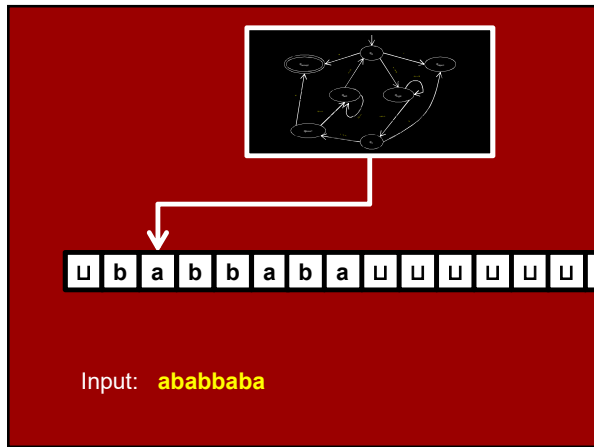 ⊔ b a b b a b a ⊔ ⊔ ⊔ ⊔ ⊔ ⊔
Input: ababbaba